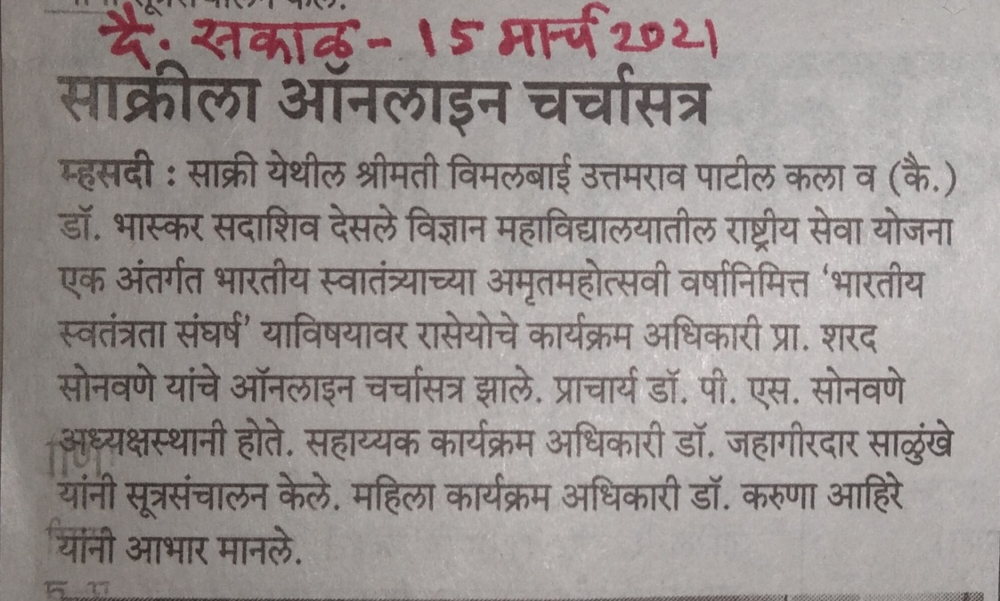 दै. सकाळ - 15 मार्च 2021
साक्रीला ऑनलाइन चर्चासत्र
म्हसदी : साक्री येथील श्रीमती विमलबाई उत्तमराव पाटील कला व (कै.)
डॉ. भास्कर सदाशिव देसले विज्ञान महाविद्यालयातील राष्ट्रीय सेवा योजना
एक अंतर्गत भारतीय स्वातंत्र्याच्या अमृतमहोत्सवी वर्षानिमित्त ‘भारतीय
स्वतंत्रता संघर्ष’ याविषयावर रासेयोचे कार्यक्रम अधिकारी प्रा. शरद
सोनवणे यांचे ऑनलाइन चर्चासत्र झाले. प्राचार्य डॉ. पी. एस. सोनवणे
अध्यक्षस्थानी होते. सहाय्यक कार्यक्रम अधिकारी डॉ. जहागीरदार साळुंखे
यांनी सूत्रसंचालन केले. महिला कार्यक्रम अधिकारी डॉ. करुणा आहिरे
यांनी आभार मानले.